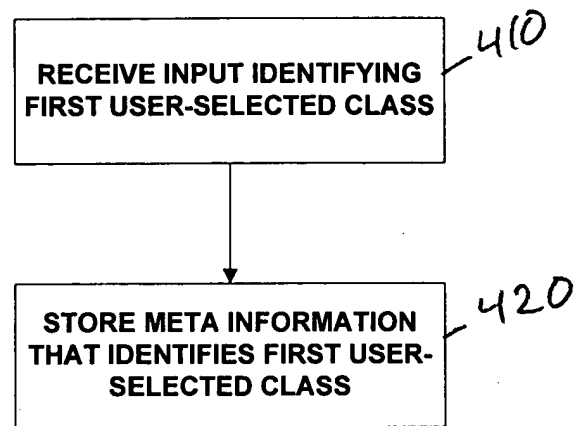 410
RECEIVE INPUT IDENTIFYING
FIRST USER-SELECTED CLASS
420
STORE META INFORMATION
THAT IDENTIFIES FIRST USER-
SELECTED CLASS